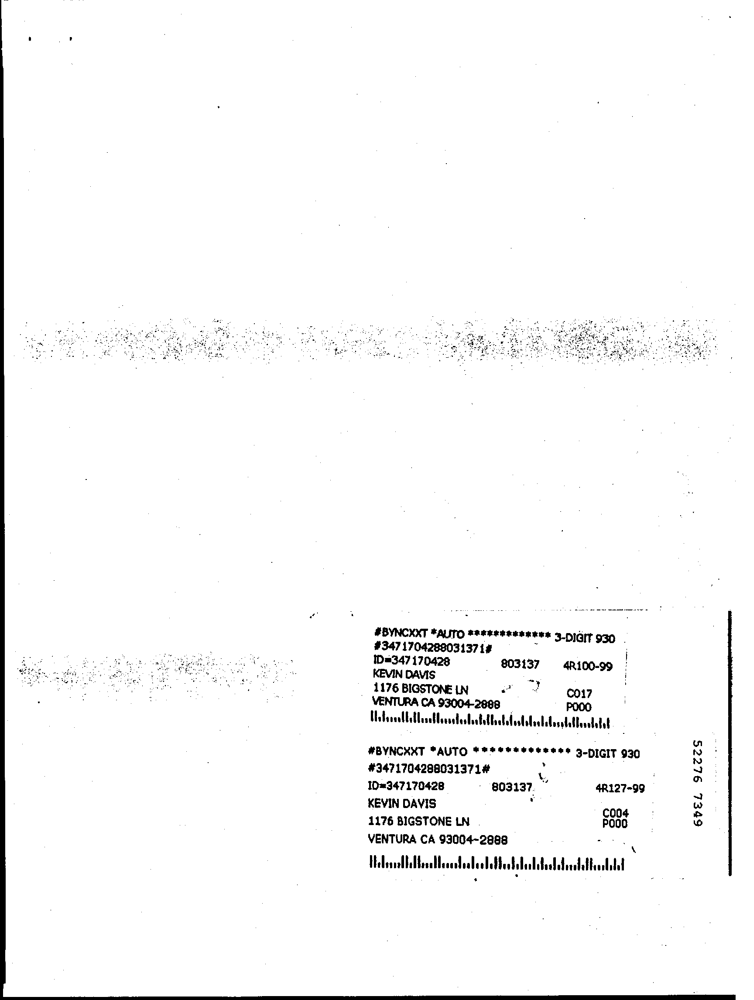 #BYNCXXT *AUTO ************* 3-DIGIT 930
#3471704288031371#
ID=347170428 803137 4R100-99
KEVIN DAVIS
1176 BIGSTONE LN C017
VENTURA CA 93004-2888 P000
#BYNCXXT *AUTO ************* 3-DIGIT 930
#3471704288031371#
ID=347170428 803137 4R127-99
KEVIN DAVIS
1176 BIGSTONE LN C004
P000
VENTURA CA 93004-2888
52276 7349